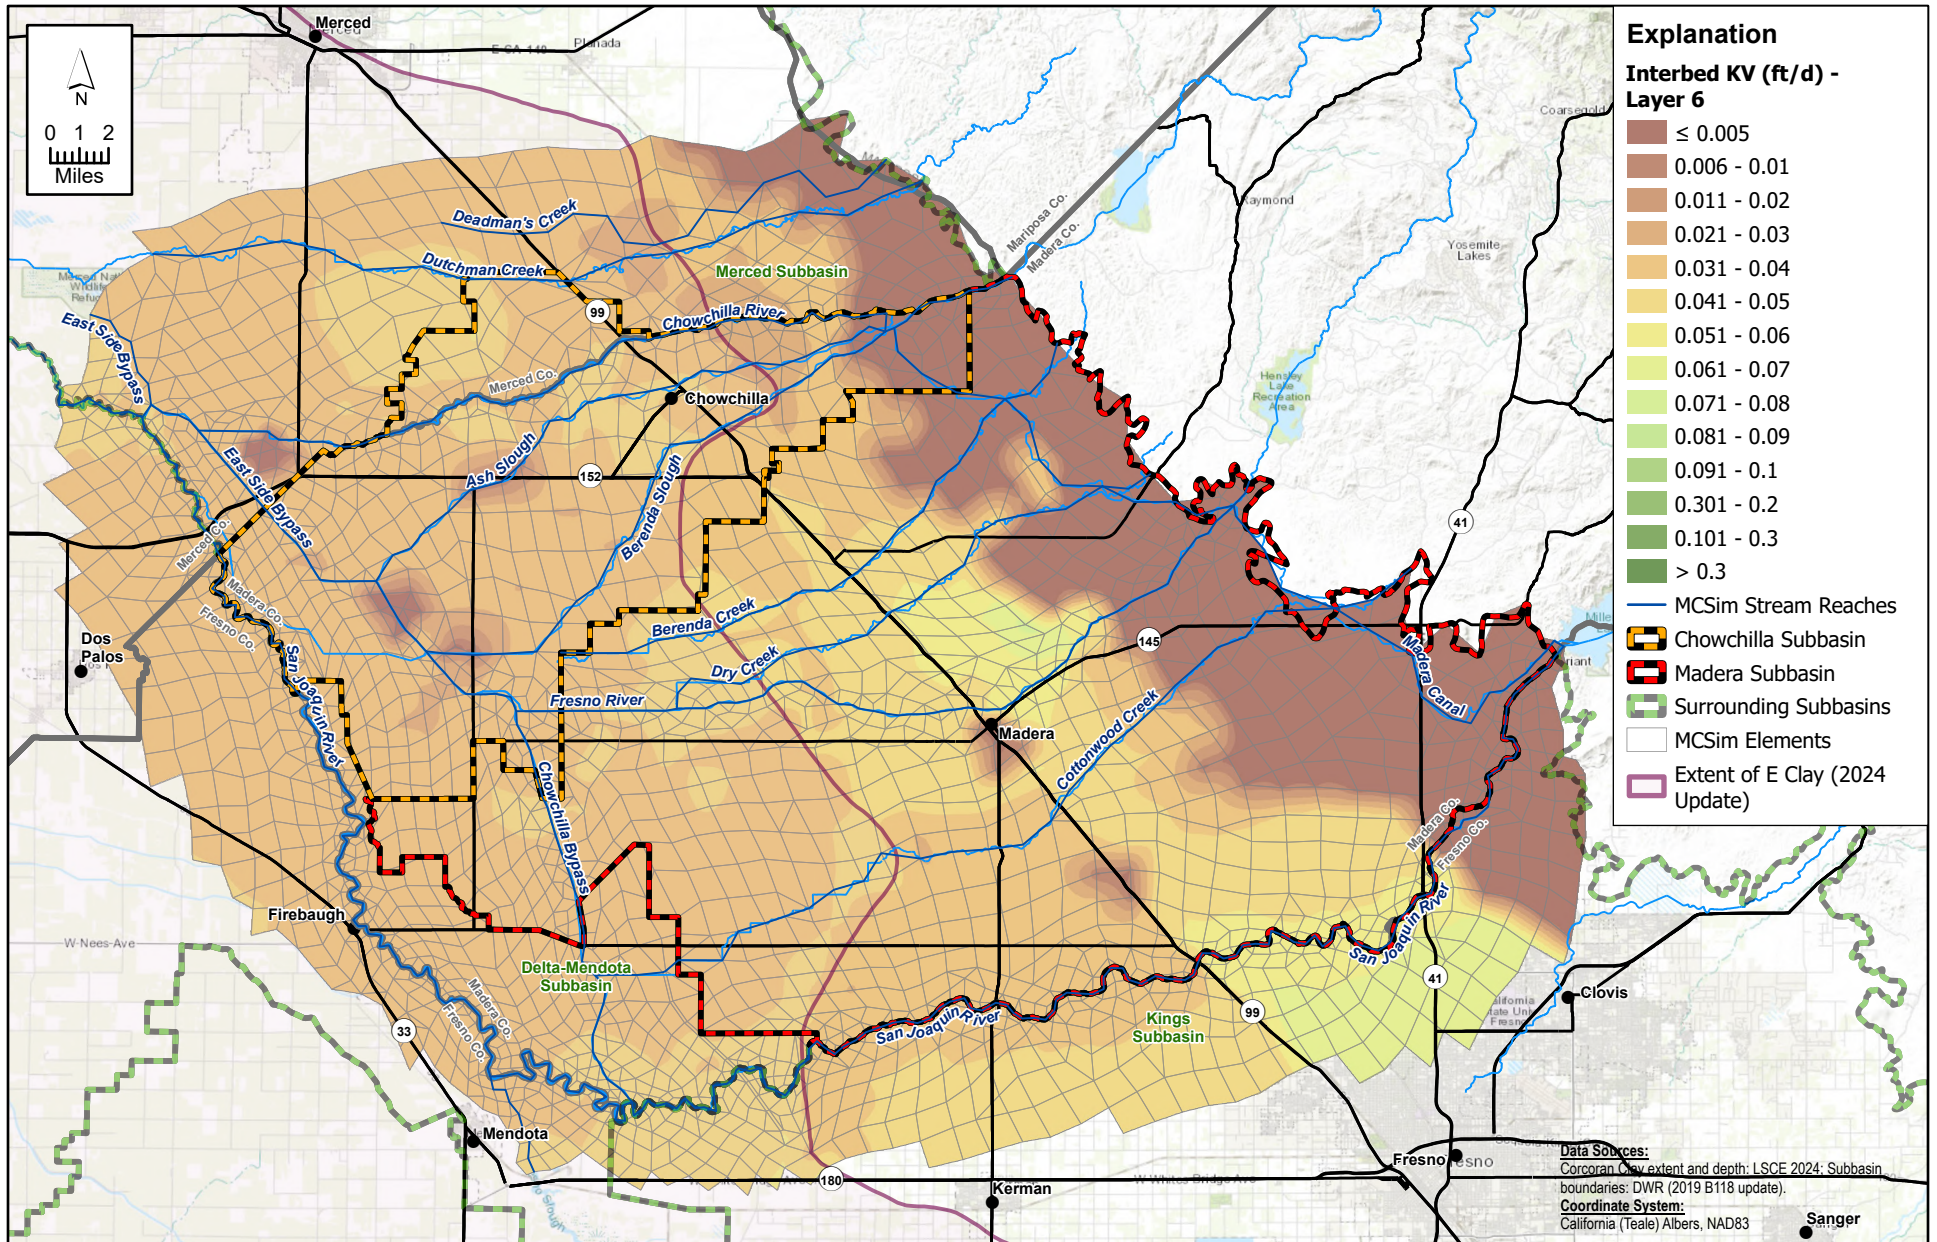 Explanation
Interbed KV (ft/d) -
Layer 6
≤ 0.005
0.006 - 0.01
0.011 - 0.02
0.021 - 0.03
0.031 - 0.04
0.041 - 0.05
0.051 - 0.06
0.061 - 0.07
0.071 - 0.08
0.081 - 0.09
0.091 - 0.1
0.301 - 0.2
0.101 - 0.3
> 0.3
MCSim Stream Reaches
Chowchilla Subbasin
Madera Subbasin
Surrounding Subbasins
MCSim Elements
Extent of E Clay (2024
Update)
N
0 1 2
Miles
Merced
E SA 140
Planada
Coarsegold
Raymond
Yosemite
Lakes
Mariposa Co.
Madera Co.
Hensley
Lake
Recreation
Area
Deadman's Creek
Dutchman Creek
Merced Subbasin
99
Chowchilla River
East Side Bypass
Merced Co.
Chowchilla
Ash Slough
152
Berenda Slough
East Side Bypass
41
Merced Co.
Madera Co.
Fresno Co.
Dos
Palos
Berenda Creek
145
Dry Creek
San Joaquin River
Fresno River
Madera
Cottonwood Creek
Madera Canal
Chowchilla Bypass
Madera Co.
Fresno Co.
Firebaugh
W Nees Ave
Delta-Mendota
Subbasin
San Joaquin River
41
Clovis
Madera Co.
Fresno Co.
33
San Joaquin River
Kings
Subbasin
99
Mendota
180
Kerman
W Whites Bridge Ave
Fresno
Sanger
Data Sources:
Corcoran Clay extent and depth: LSCE 2024; Subbasin
boundaries: DWR (2019 B118 update).
Coordinate System:
California (Teale) Albers, NAD83